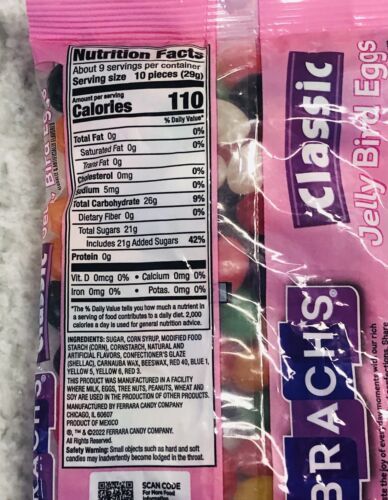 Nutrition Facts
About 9 servings per container
Serving size 10 pieces (29g)
Amount per serving
Calories 110
% Daily Value*
Total Fat 0g 0%
Saturated Fat 0g 0%
Trans Fat 0g
Cholesterol 0mg 0%
Sodium 5mg 0%
Total Carbohydrate 26g 9%
Dietary Fiber 0g 0%
Total Sugars 21g
Includes 21g Added Sugars 42%
Protein 0g
Vit. D 0mcg 0% • Calcium 0mg 0%
Iron 0mg 0% • Potas. 0mg 0%
*The % Daily Value tells you how much a nutrient in
a serving of food contributes to a daily diet. 2,000
calories a day is used for general nutrition advice.
INGREDIENTS: SUGAR, CORN SYRUP, MODIFIED FOOD
STARCH (CORN), CORNSTARCH, NATURAL AND
ARTIFICIAL FLAVORS, CONFECTIONER'S GLAZE
(SHELLAC), CARNAUBA WAX, BEESWAX, RED 40, BLUE 1,
YELLOW 5, YELLOW 6, RED 3.
THIS PRODUCT WAS MANUFACTURED IN A FACILITY
WHERE MILK, EGGS, TREE NUTS, PEANUTS, WHEAT AND
SOY ARE USED IN THE PRODUCTION OF OTHER PRODUCTS.
MANUFACTURED BY FERRARA CANDY COMPANY
CHICAGO, IL 60607
PRODUCT OF MEXICO
®, ™ & ©2022 FERRARA CANDY COMPANY.
All Rights Reserved.
Safety Warning: Small objects such as hard and soft
candies may inadvertently become lodged in the throat.
SCAN CODE
For More Food
Classic
Jelly Bird Eggs
BRACH'S®